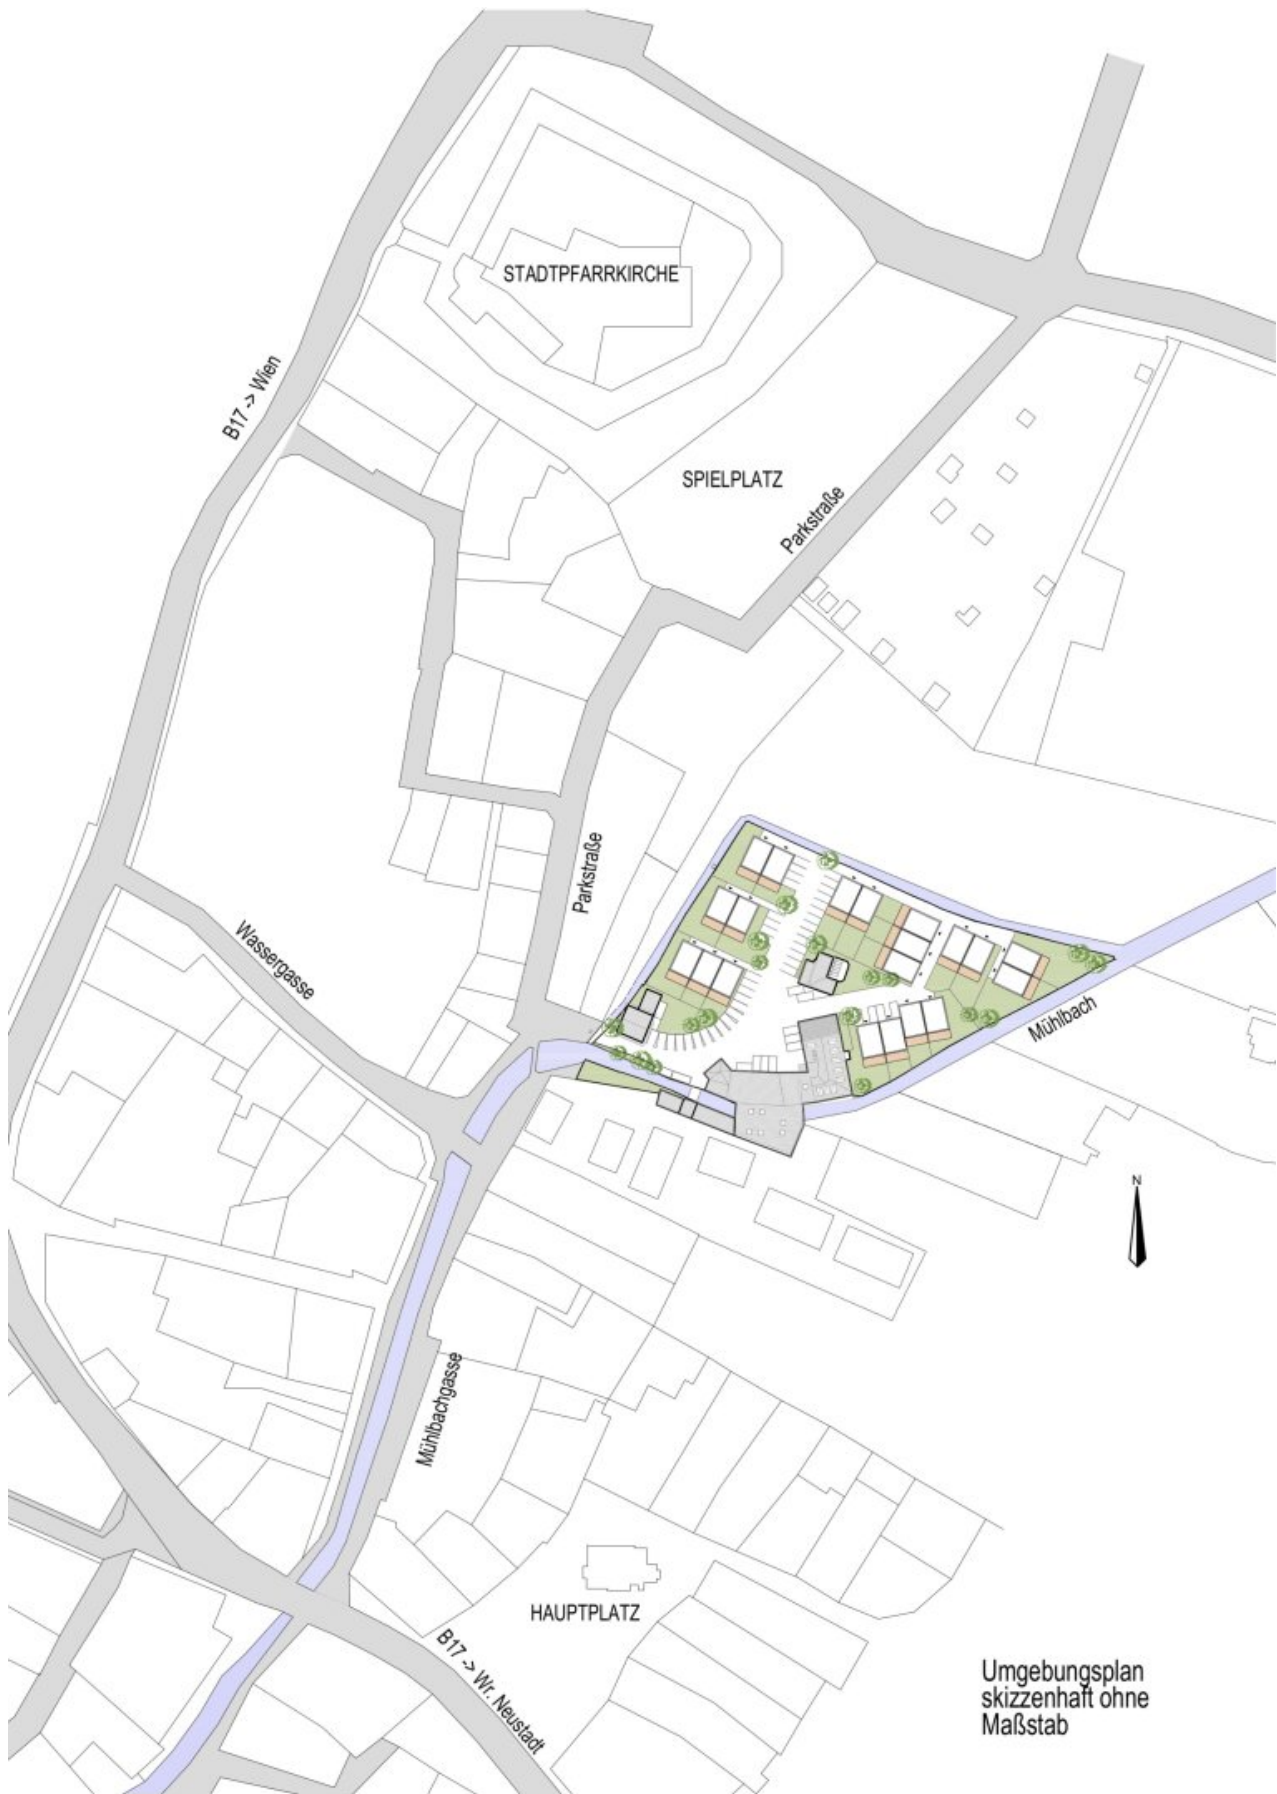 STADTPFARRKIRCHE
B17 -> Wien
SPIELPLATZ
Parkstraße
Parkstraße
Wassergasse
Mühlbach
N
Mühlbachgasse
HAUPTPLATZ
B17 -> Wr. Neustadt
Umgebungsplan
skizzenhaft ohne
Maßstab